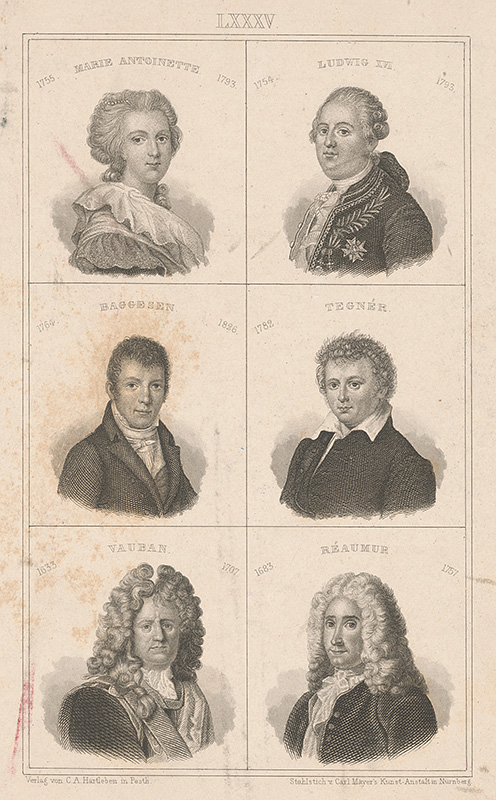 LXXXV.
MARIE ANTOINETTE
1755. 1793.
LUDWIG XVI
1754. 1793.
BAGGESEN.
1764. 1826.
TEGNÉR.
1782
VAUBAN.
1633. 1707
RÉAUMUR
1683 1757.
Verlag von C. A. Hartleben in Pesth.
Stahlstich v. Carl Mayer's Kunst-Anstalt in Nürnberg.